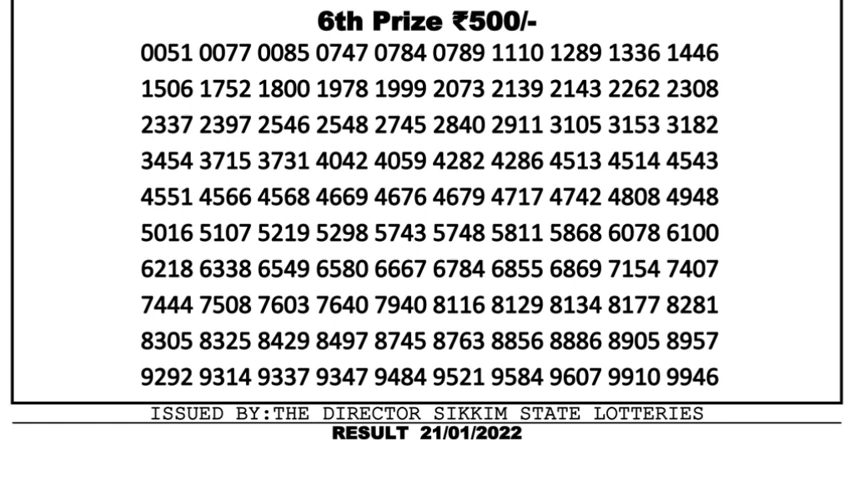 6th Prize ₹500/-
0051 0077 0085 0747 0784 0789 1110 1289 1336 1446
1506 1752 1800 1978 1999 2073 2139 2143 2262 2308
2337 2397 2546 2548 2745 2840 2911 3105 3153 3182
3454 3715 3731 4042 4059 4282 4286 4513 4514 4543
4551 4566 4568 4669 4676 4679 4717 4742 4808 4948
5016 5107 5219 5298 5743 5748 5811 5868 6078 6100
6218 6338 6549 6580 6667 6784 6855 6869 7154 7407
7444 7508 7603 7640 7940 8116 8129 8134 8177 8281
8305 8325 8429 8497 8745 8763 8856 8886 8905 8957
9292 9314 9337 9347 9484 9521 9584 9607 9910 9946
ISSUED BY:THE DIRECTOR SIKKIM STATE LOTTERIES
RESULT 21/01/2022